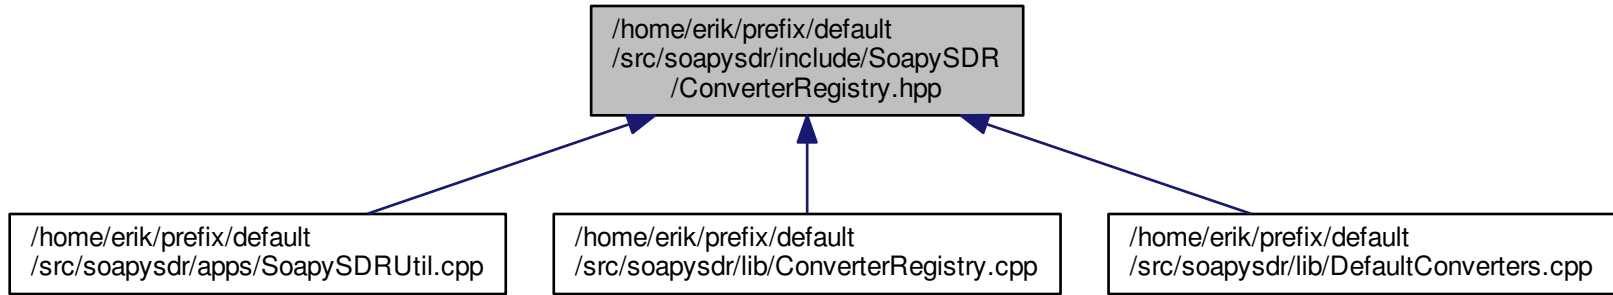 /home/erik/prefix/default
/src/soapysdr/include/SoapySDR
/ConverterRegistry.hpp
/home/erik/prefix/default
/src/soapysdr/apps/SoapySDRUtil.cpp
/home/erik/prefix/default
/src/soapysdr/lib/ConverterRegistry.cpp
/home/erik/prefix/default
/src/soapysdr/lib/DefaultConverters.cpp